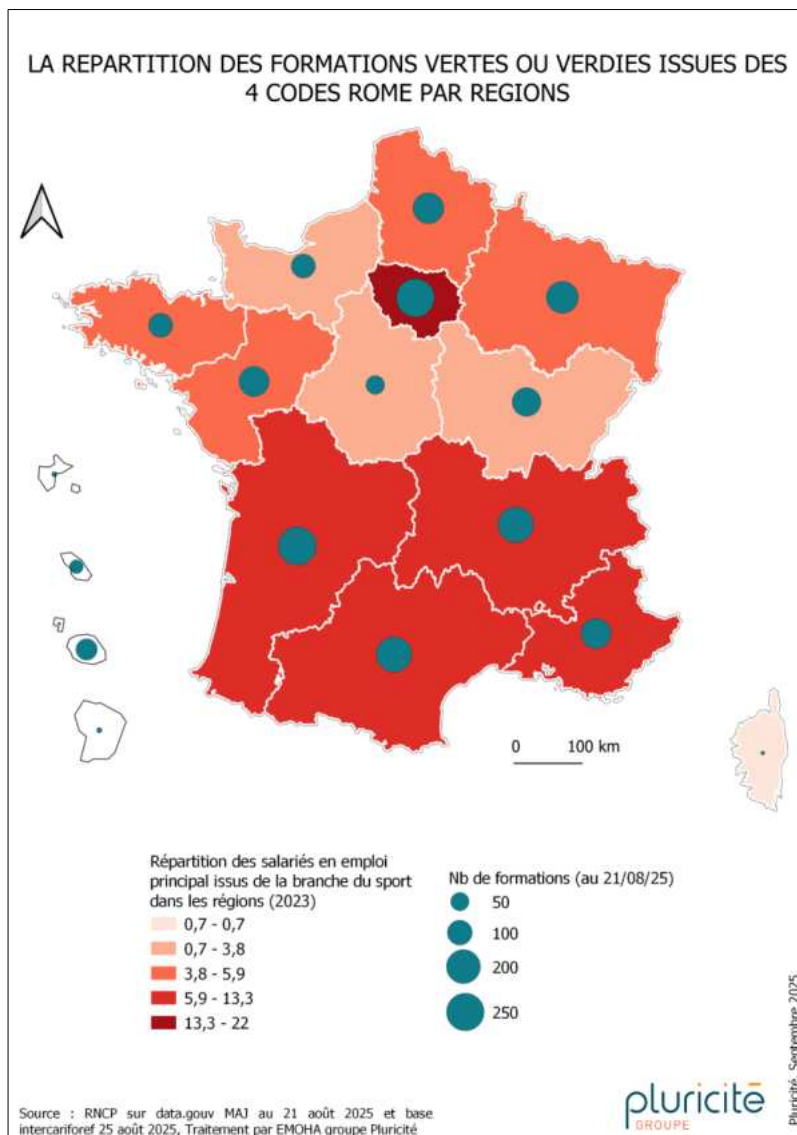 LA REPARTITION DES FORMATIONS VERTES OU VERDIES ISSUES DES
4 CODES ROME PAR REGIONS
0 100 km
Répartition des salariés en emploi
principal issus de la branche du sport
dans les régions (2023)
0,7 - 0,7
0,7 - 3,8
3,8 - 5,9
5,9 - 13,3
13,3 - 22
Nb de formations (au 21/08/25)
50
100
200
250
Pluricité, Septembre 2025
pluricité
GROUPE
Source : RNCP sur data.gouv MAJ au 21 août 2025 et base
intercariforef 25 août 2025, Traitement par EMOHA groupe Pluricité